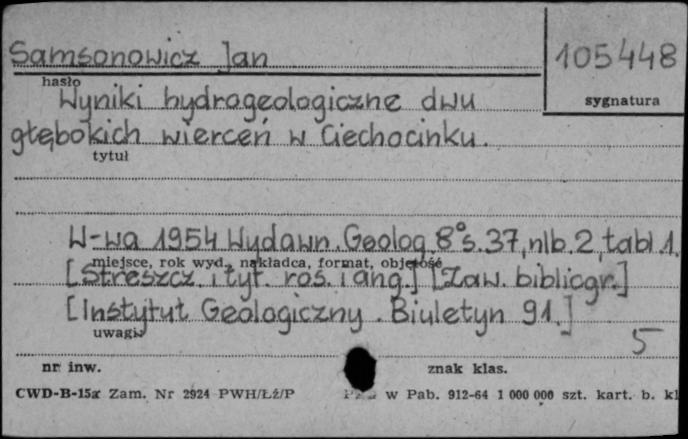 Samsonowicz Jan 105448
hasło
sygnatura
Wyniki hydrogeologiczne dwu
głębokich wierceń w Ciechocinku.
tytuł
W-wa 1954 Wydawn. Geolog. 8° s. 37, nlb. 2, tabl 1.
miejsce, rok wyd., nakładca, format, objętość
[Streszcz. i tyt. ros. i ang.] [Zaw. bibliogr.]
[Instytut Geologiczny. Biuletyn 91.]
uwagi
5
nr inw. znak klas.
CWD-B-15a Zam. Nr 2924 PWH/Łż/P w Pab. 912-64 1 000 000 szt. kart. b. kl